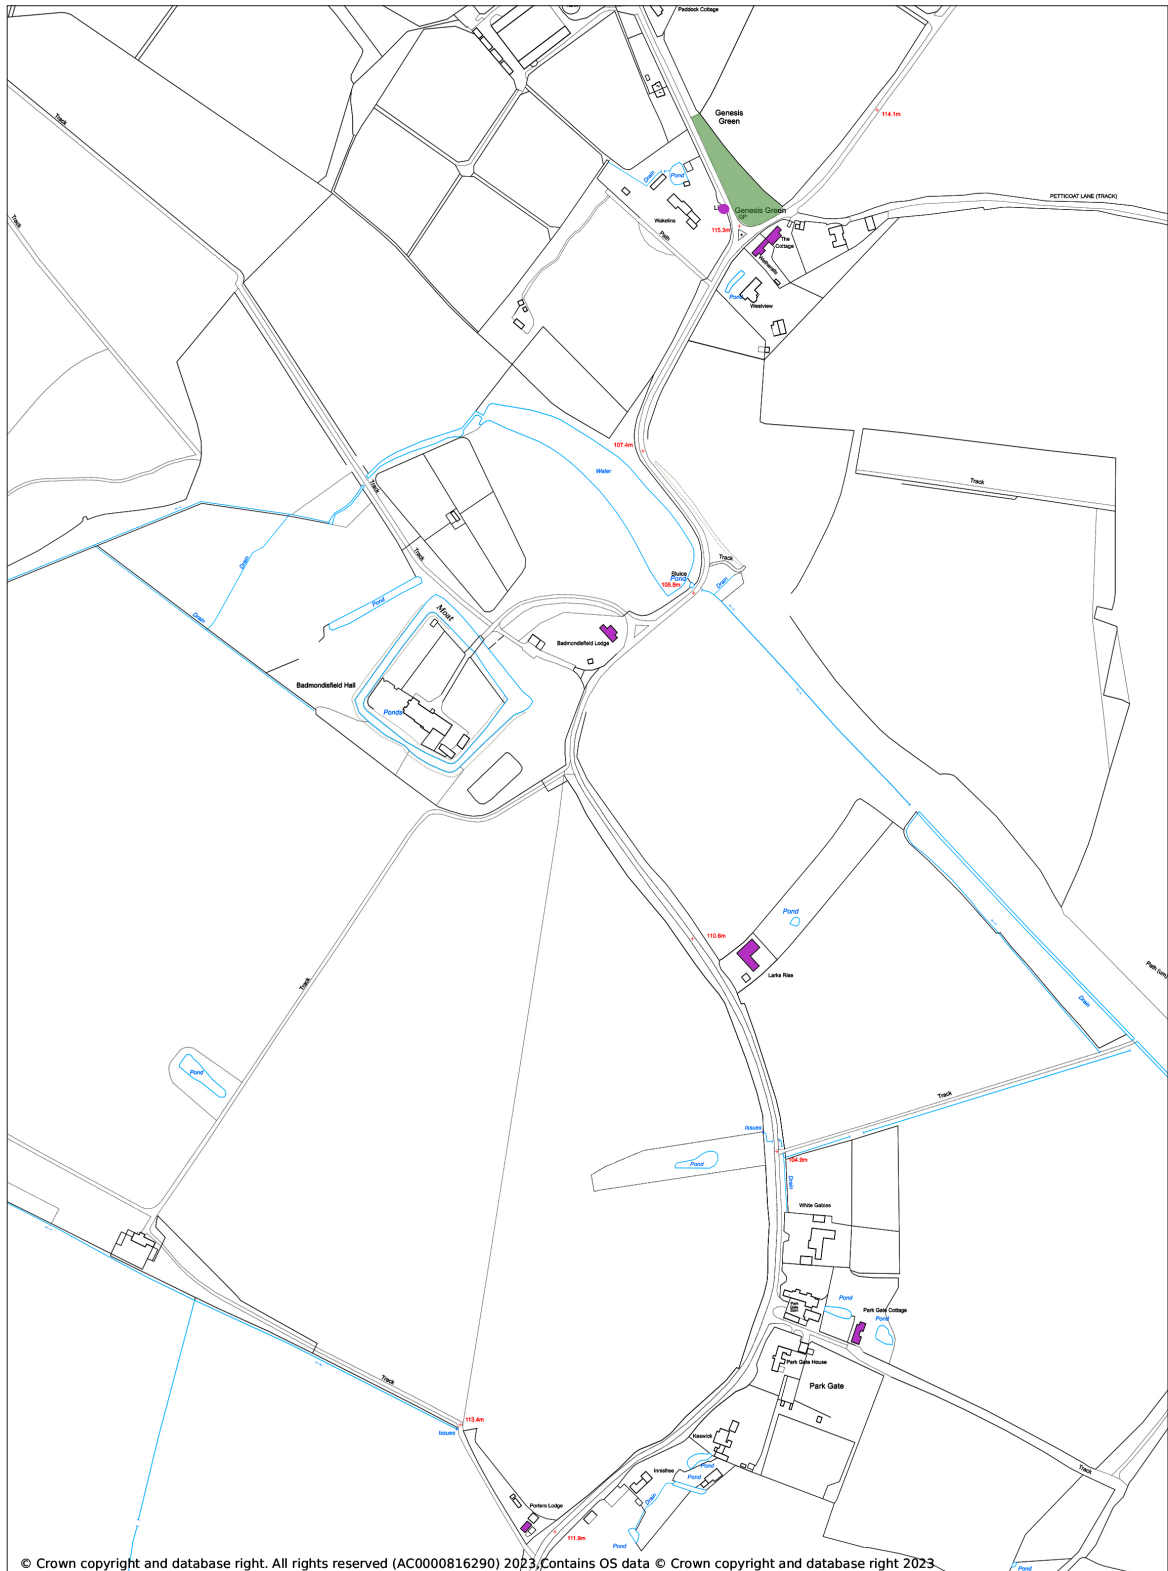 Paddock Cottage
Genesis
Green
114.1m
Track
Drain
Pond
PETTICOAT LANE (TRACK)
Track
Wakelins
Genesis Green
115.3m
Path
The
Cottage
Pond
Westview
107.4m
Water
Track
Track
Track
Sluice
Pond
105.8m
Track
Drain
Drain
Drain
Pond
Moat
Badmondisfield Lodge
Badmondisfield Hall
Ponds
Pond
110.6m
Larks Rise
Path (um)
Track
Drain
Pond
Track
Issues
Pond
104.9m
Drain
White Gables
Pond
Park Gate Cottage
Pond
Park Gate House
Park Gate
Track
113.4m
Issues
Keswick
Pond
Innisfree
Pond
Track
Drain
Porters Lodge
111.9m
Pond
Pond
© Crown copyright and database right. All rights reserved (AC0000816290) 2023,Contains OS data © Crown copyright and database right 2023